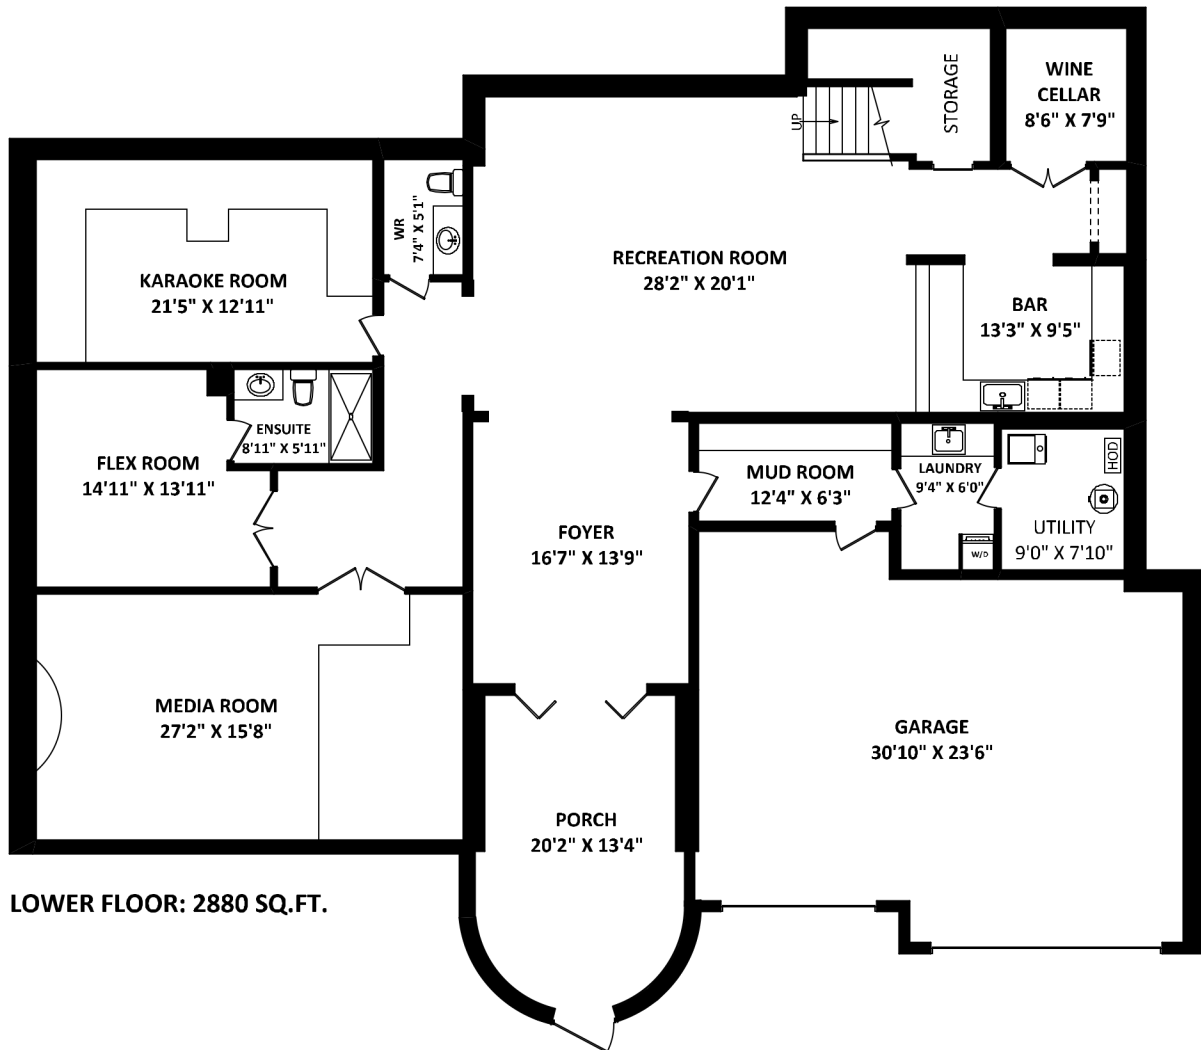 STORAGE
WINE
CELLAR
8'6" X 7'9"
UP
WR
7'4" X 5'1"
RECREATION ROOM
28'2" X 20'1"
KARAOKE ROOM
21'5" X 12'11"
BAR
13'3" X 9'5"
ENSUITE
8'11" X 5'11"
FLEX ROOM
14'11" X 13'11"
MUD ROOM
12'4" X 6'3"
LAUNDRY
9'4" X 6'0"
HOD
UTILITY
9'0" X 7'10"
W/D
FOYER
16'7" X 13'9"
MEDIA ROOM
27'2" X 15'8"
GARAGE
30'10" X 23'6"
PORCH
20'2" X 13'4"
LOWER FLOOR: 2880 SQ.FT.